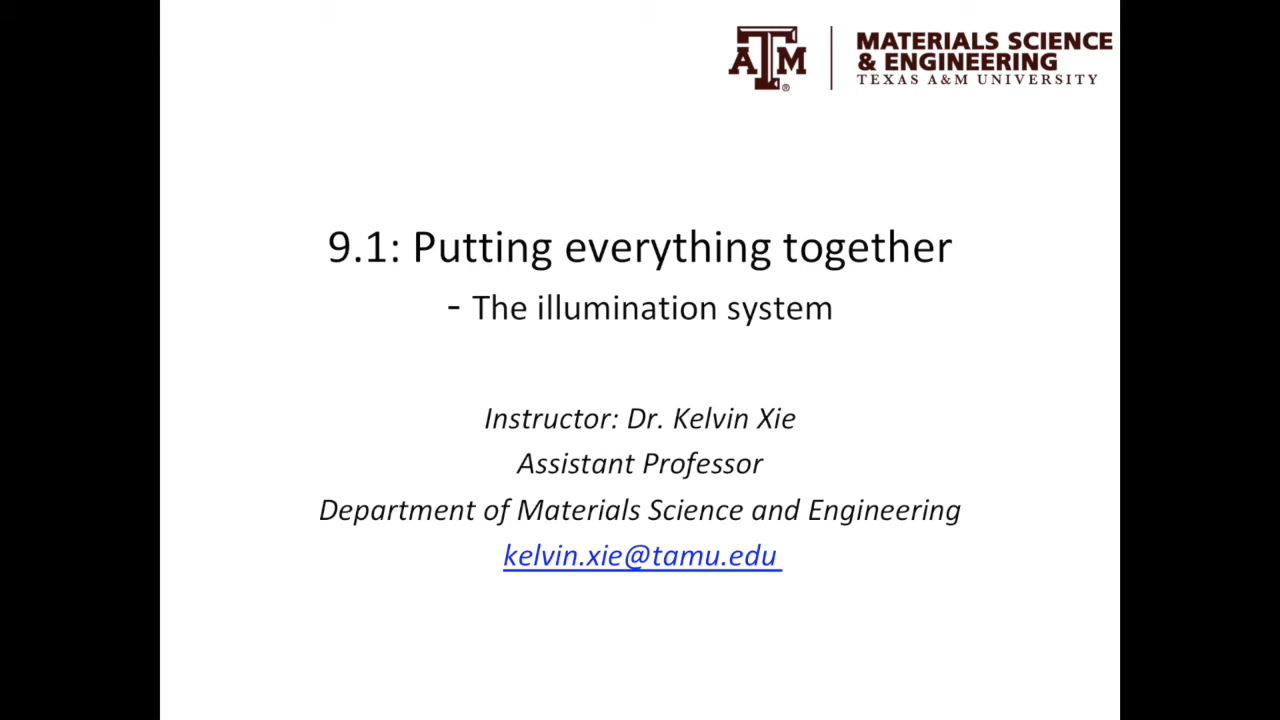 ATM®
MATERIALS SCIENCE
& ENGINEERING
TEXAS A&M UNIVERSITY
9.1: Putting everything together
- The illumination system
Instructor: Dr. Kelvin Xie
Assistant Professor
Department of Materials Science and Engineering
kelvin.xie@tamu.edu